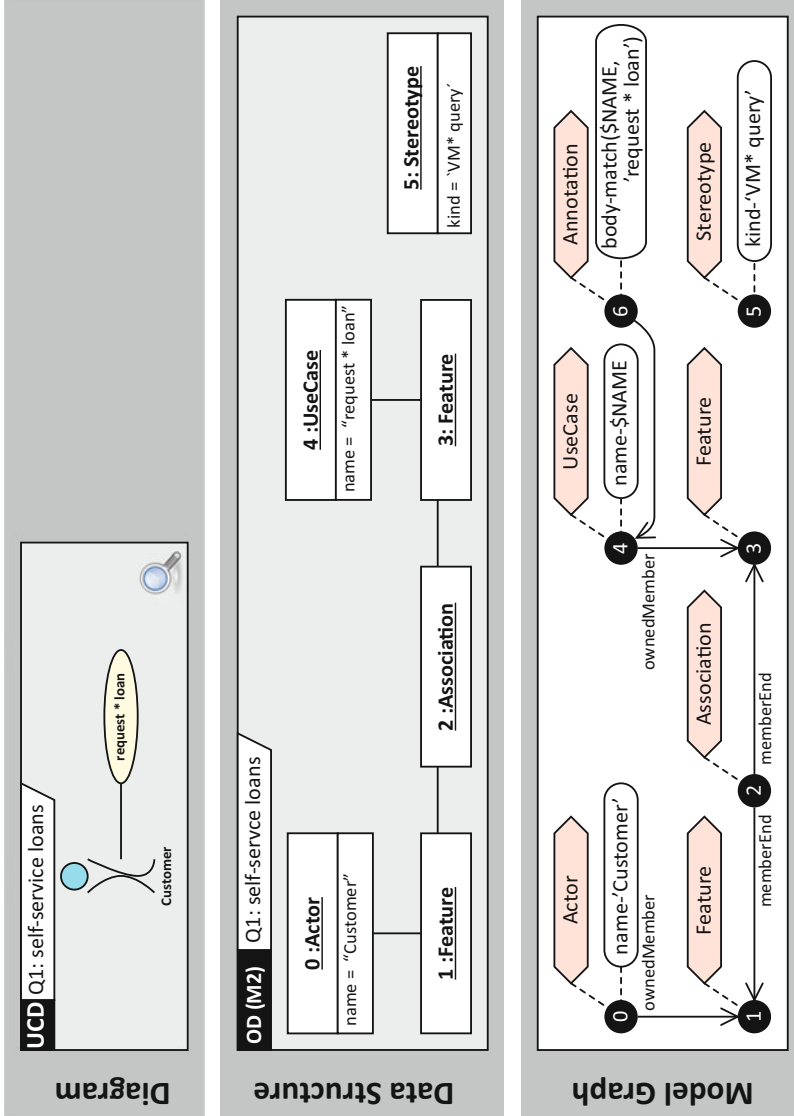 Diagram
UCD Q1: self-service loans
Customer
request * loan
Data Structure
OD (M2) Q1: self-servce loans
0 :Actor
name = “Customer”
1 :Feature
2 :Association
4 :UseCase
name = “request * loan”
3: Feature
5: Stereotype
kind = ‘VM* query´
Model Graph
Actor
0
name-‘Customer’
ownedMember
Feature
1
memberEnd
Association
2
memberEnd
UseCase
4
name-$NAME
ownedMember
Feature
3
Annotation
6
body-match($NAME,
‘request * loan’)
Stereotype
5
kind-‘VM* query’